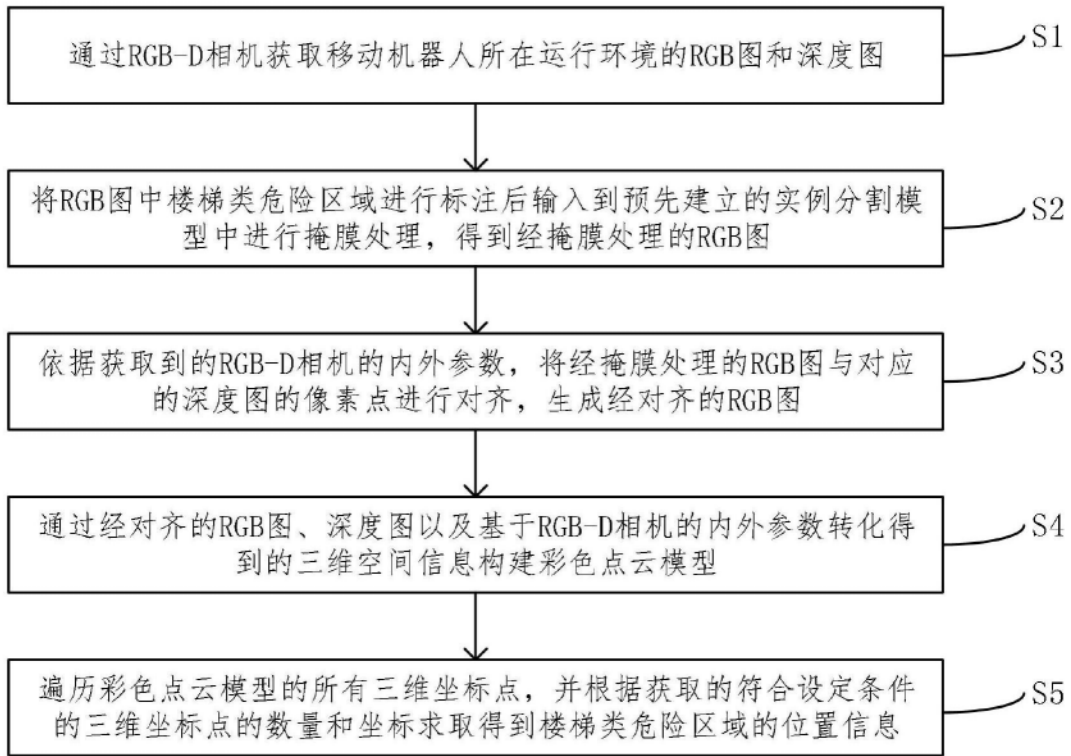 通过RGB-D相机获取移动机器人所在运行环境的RGB图和深度图
S1
将RGB图中楼梯类危险区域进行标注后输入到预先建立的实例分割模
型中进行掩膜处理，得到经掩膜处理的RGB图
S2
依据获取到的RGB-D相机的内外参数，将经掩膜处理的RGB图与对应
的深度图的像素点进行对齐，生成经对齐的RGB图
S3
通过经对齐的RGB图、深度图以及基于RGB-D相机的内外参数转化得
到的三维空间信息构建彩色点云模型
S4
遍历彩色点云模型的所有三维坐标点，并根据获取的符合设定条件
的三维坐标点的数量和坐标求取得到楼梯类危险区域的位置信息
S5